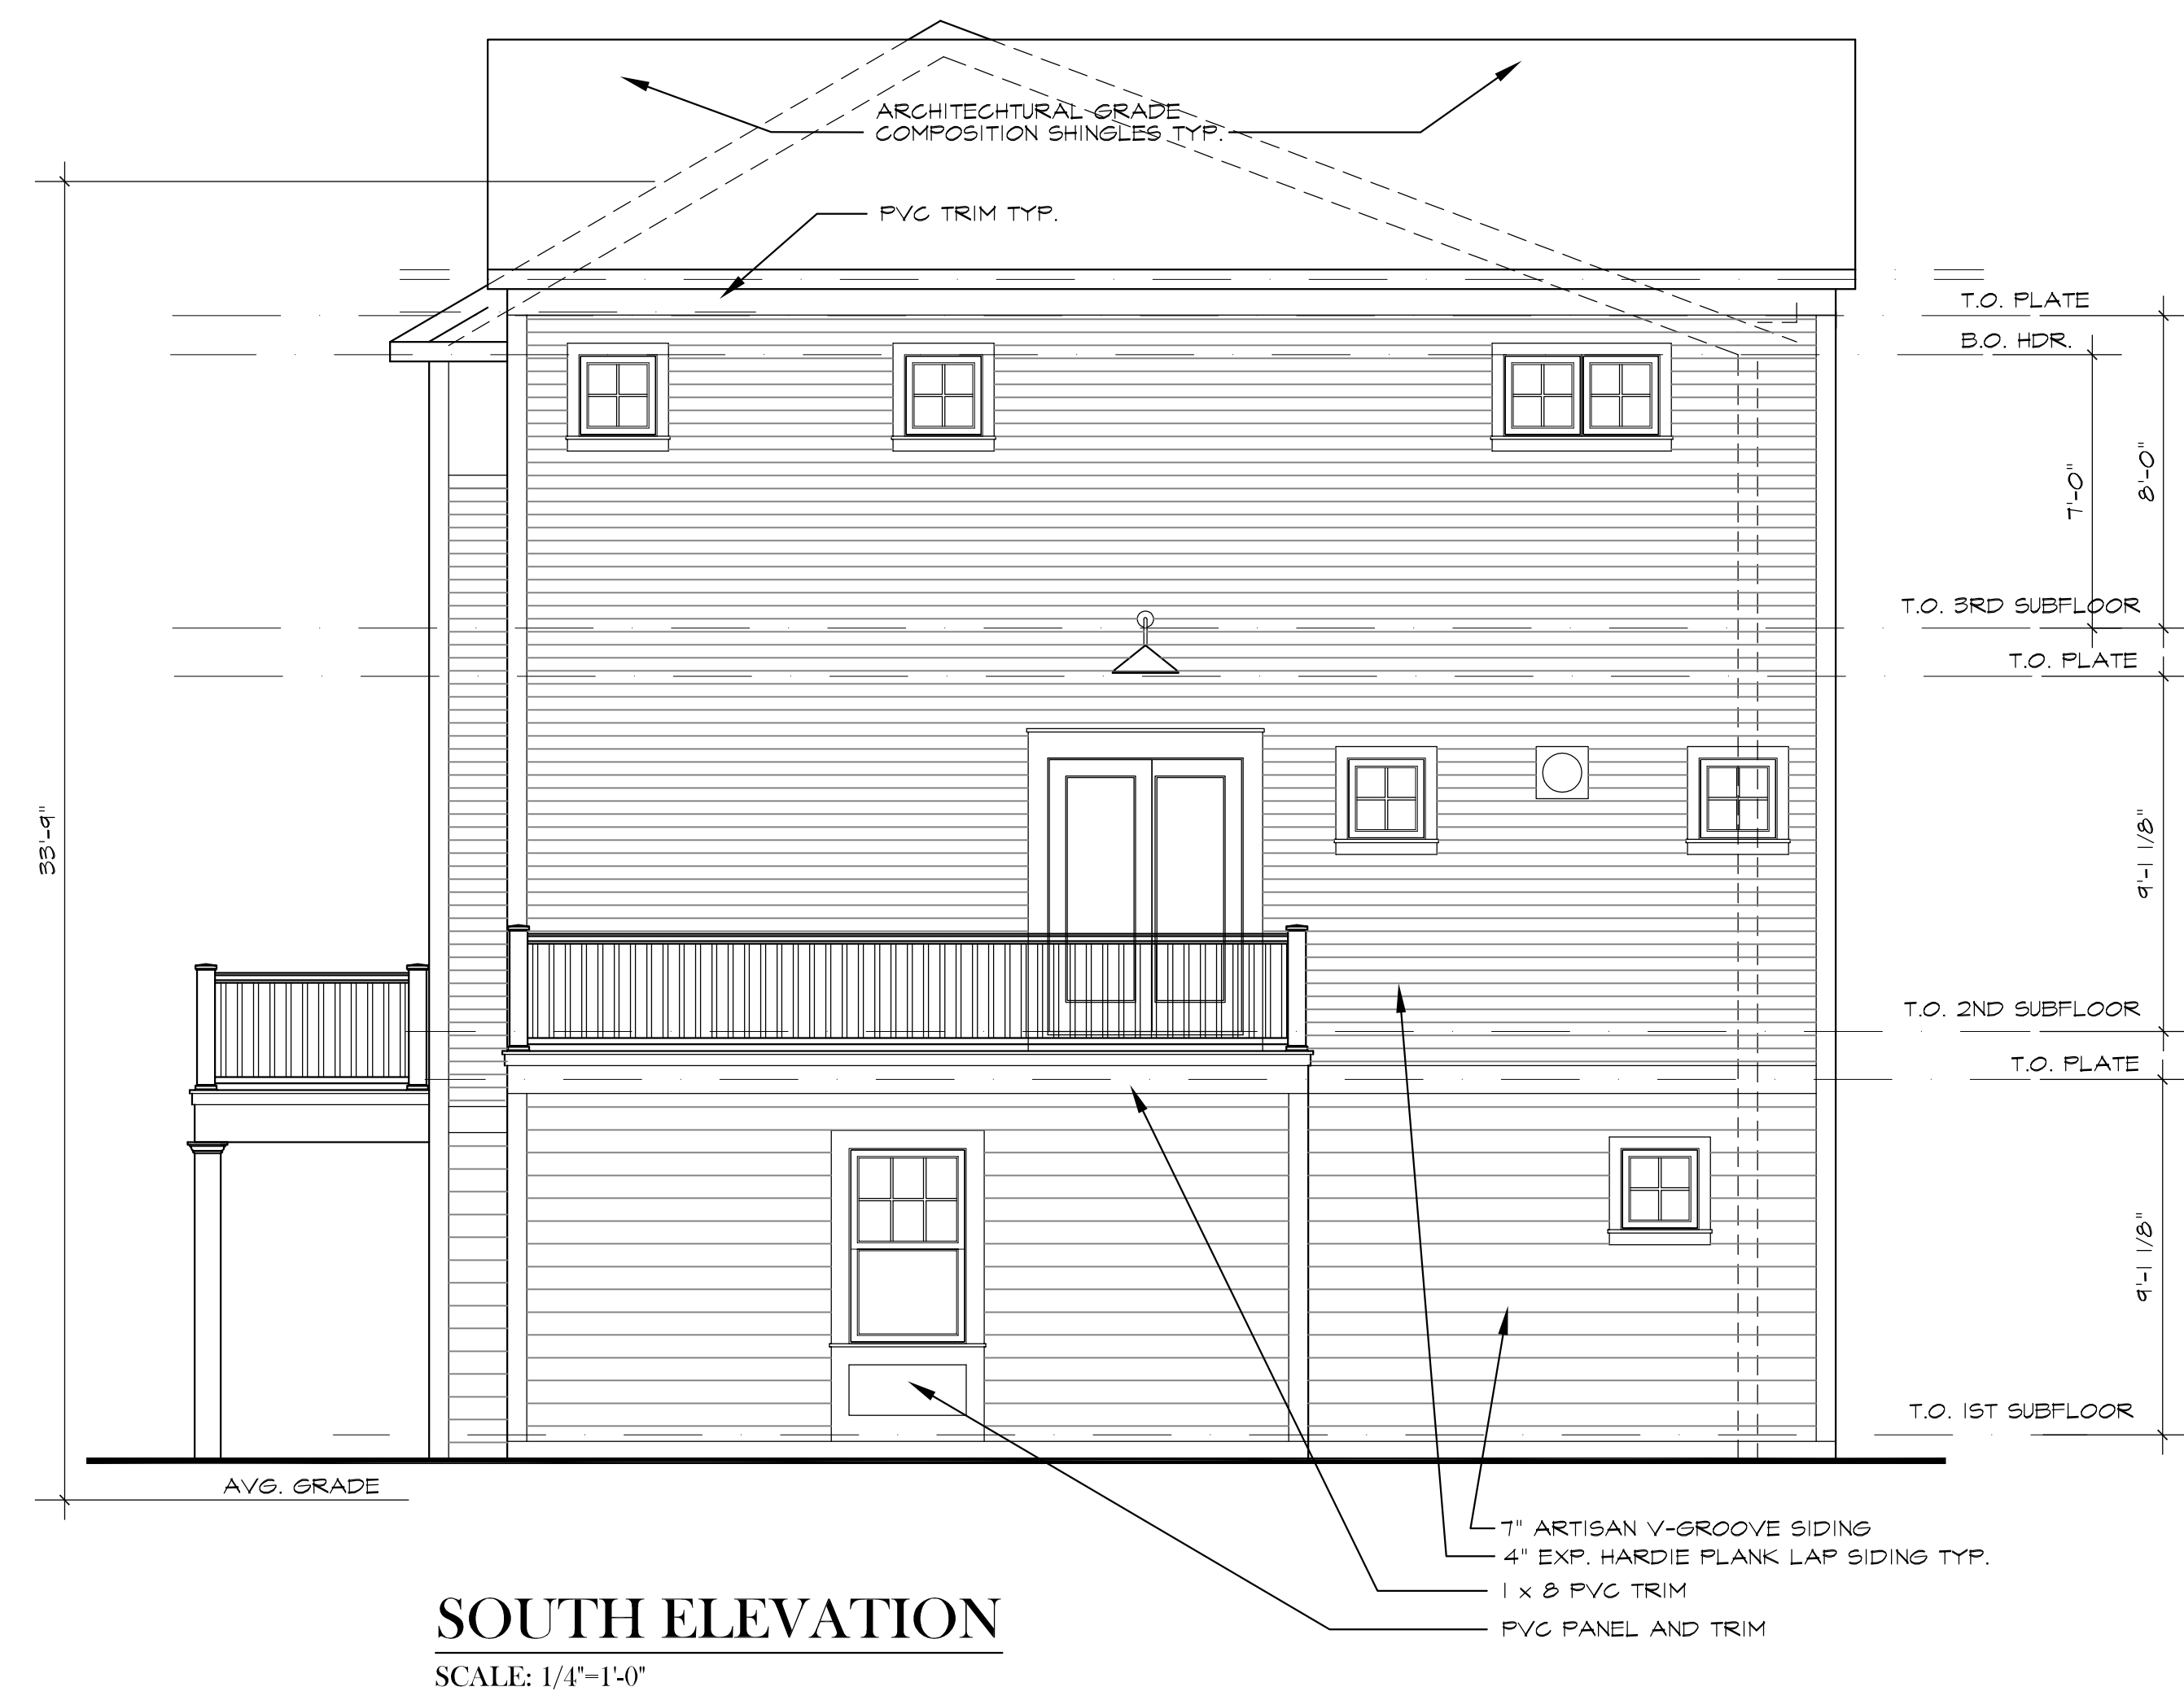 ARCHITECHTURAL GRADE
COMPOSITION SHINGLES TYP.
PVC TRIM TYP.
T.O. PLATE
B.O. HDR.
7'-0"
8'-0"
T.O. 3RD SUBFLOOR
T.O. PLATE
33'-9"
9'-1 1/8"
T.O. 2ND SUBFLOOR
T.O. PLATE
9'-1 1/8"
T.O. 1ST SUBFLOOR
AVG. GRADE
7" ARTISAN V-GROOVE SIDING
4" EXP. HARDIE PLANK LAP SIDING TYP.
1 x 8 PVC TRIM
PVC PANEL AND TRIM
SOUTH ELEVATION
SCALE: 1/4"=1'-0"